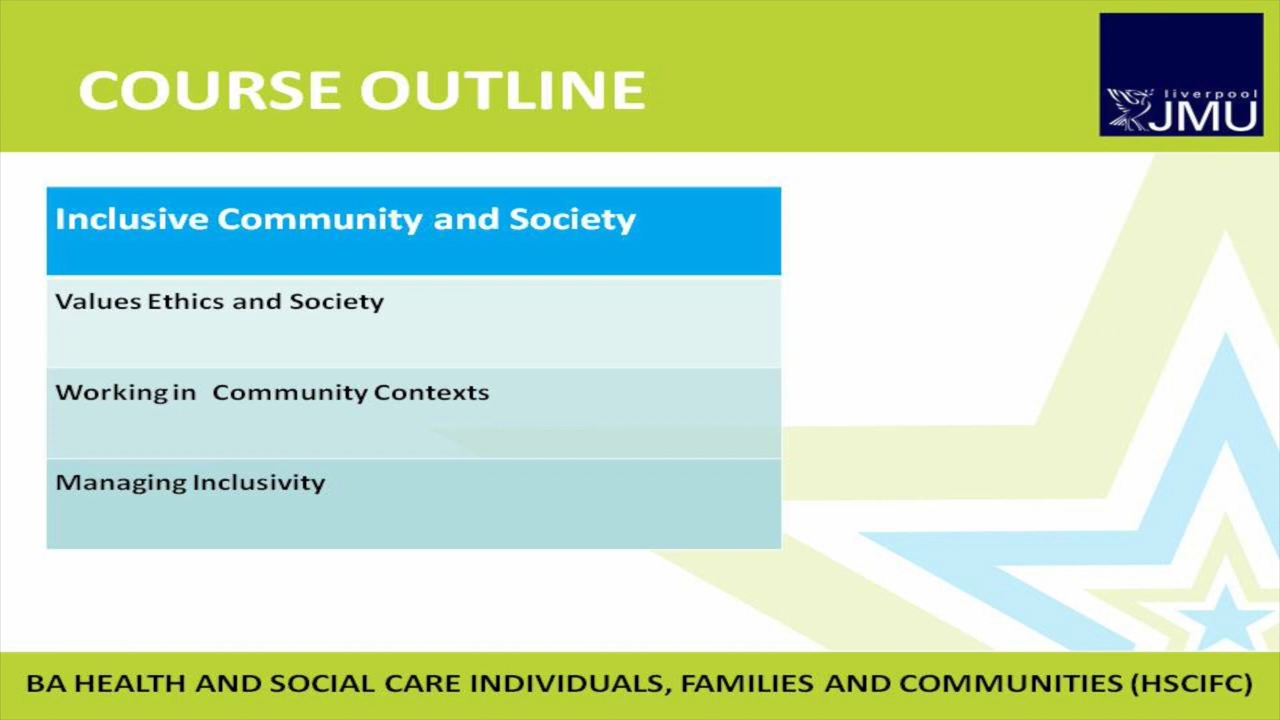 COURSE OUTLINE
liverpool
JMU
Inclusive Community and Society
Values Ethics and Society
Working in Community Contexts
Managing Inclusivity
BA HEALTH AND SOCIAL CARE INDIVIDUALS, FAMILIES AND COMMUNITIES (HSCIFC)